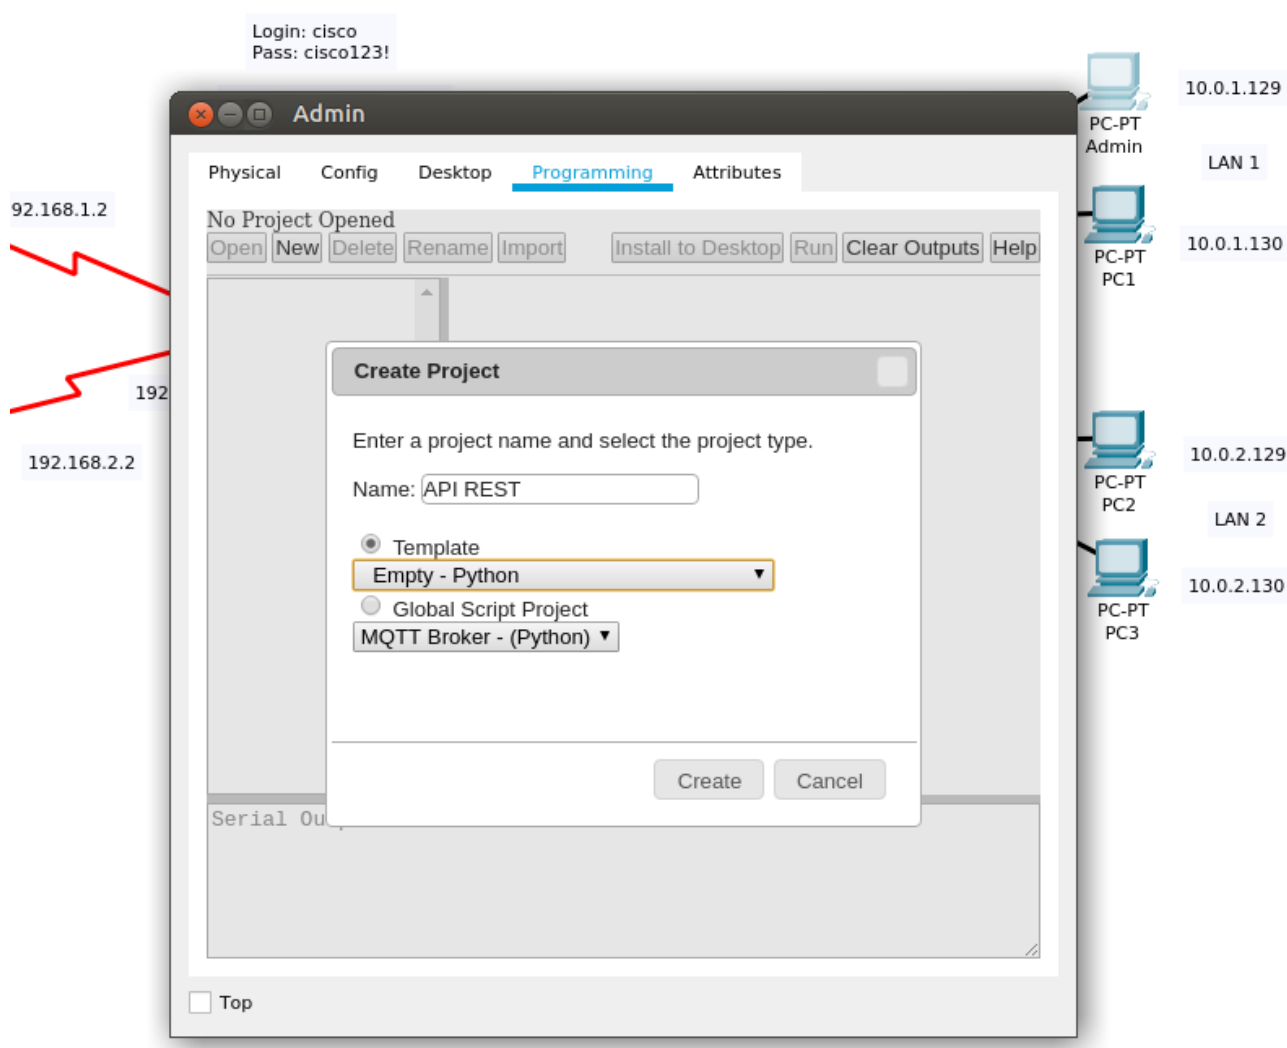 Login: cisco
Pass: cisco123!
Admin
Physical Config Desktop Programming Attributes
No Project Opened
Open New Delete Rename Import Install to Desktop Run Clear Outputs Help
Create Project
Enter a project name and select the project type.
Name: API REST
Template
Empty - Python
Global Script Project
MQTT Broker - (Python)
Create Cancel
Serial Ou
Top
92.168.1.2
192
192.168.2.2
PC-PT
Admin
10.0.1.129
LAN 1
PC-PT
PC1
10.0.1.130
PC-PT
PC2
10.0.2.129
LAN 2
PC-PT
PC3
10.0.2.130